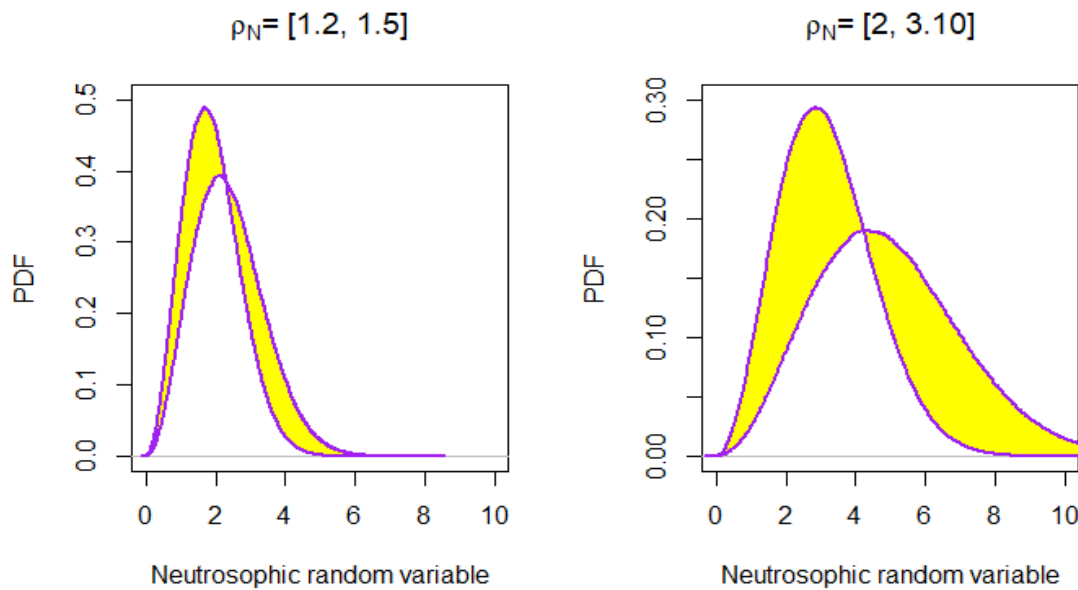 ρN= [1.2, 1.5]
PDF
0.5
0.4
0.3
0.2
0.1
0.0
0 2 4 6 8 10
Neutrosophic random variable
ρN= [2, 3.10]
PDF
0.30
0.20
0.10
0.00
0 2 4 6 8 10
Neutrosophic random variable